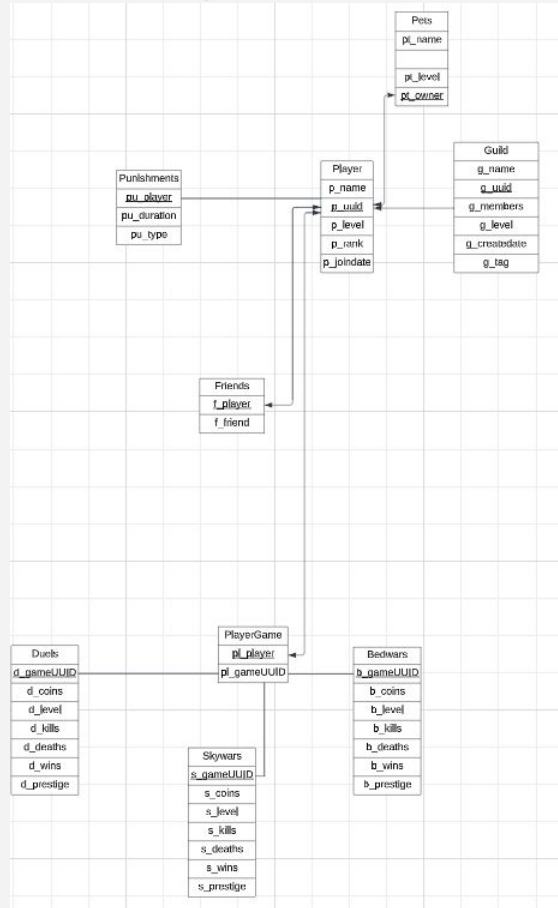 Pets
pt_name
pt_level
pt_owner
Guild
g_name
g_uuid
g_members
g_level
g_createdate
g_tag
Player
p_name
p_uuid
p_level
p_rank
p_joindate
Punishments
pu_player
pu_duration
pu_type
Friends
f_player
f_friend
PlayerGame
pl_player
pl_gameUUID
Duels
d_gameUUID
d_coins
d_level
d_kills
d_deaths
d_wins
d_prestige
Bedwars
b_gameUUID
b_coins
b_level
b_kills
b_deaths
b_wins
b_prestige
Skywars
s_gameUUID
s_coins
s_level
s_kills
s_deaths
s_wins
s_prestige